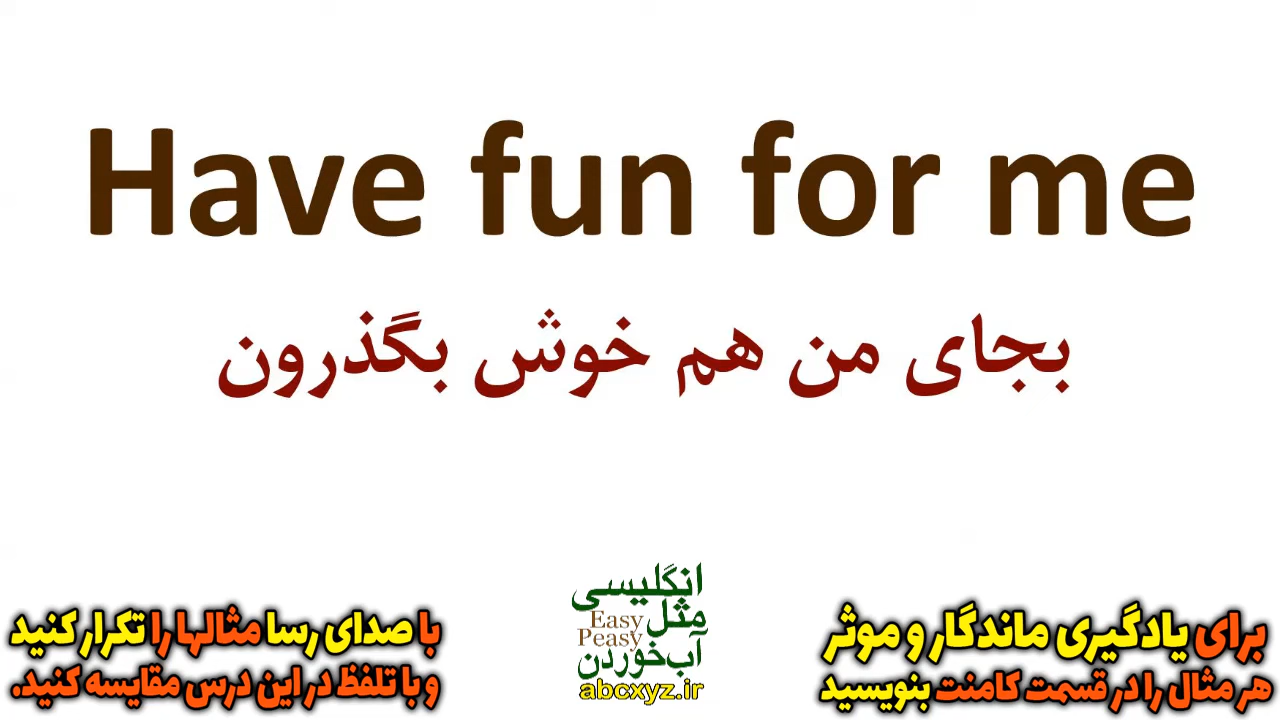 Have fun for me
بجای من هم خوش بگذرون
برای یادگیری ماندگار و موثر
هر مثال را در قسمت کامنت بنویسید
انگلیسی
مثل Easy
Peasy
آب‌خوردن
abcxyz.ir
با صدای رسا مثالها را تکرار کنید
و با تلفظ در این درس مقایسه کنید.